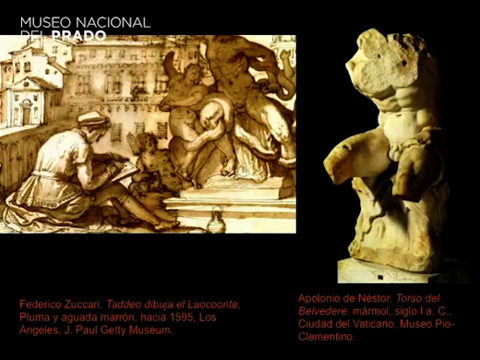 MUSEO NACIONAL
DEL PRADO
Federico Zuccari, Taddeo dibuja el Laocoonte,
Pluma y aguada marrón, hacia 1595. Los
Ángeles, J. Paul Getty Museum.
Apolonio de Néstor, Torso del
Belvedere, mármol, siglo I a. C.,
Ciudad del Vaticano. Museo Pio-
Clementino.